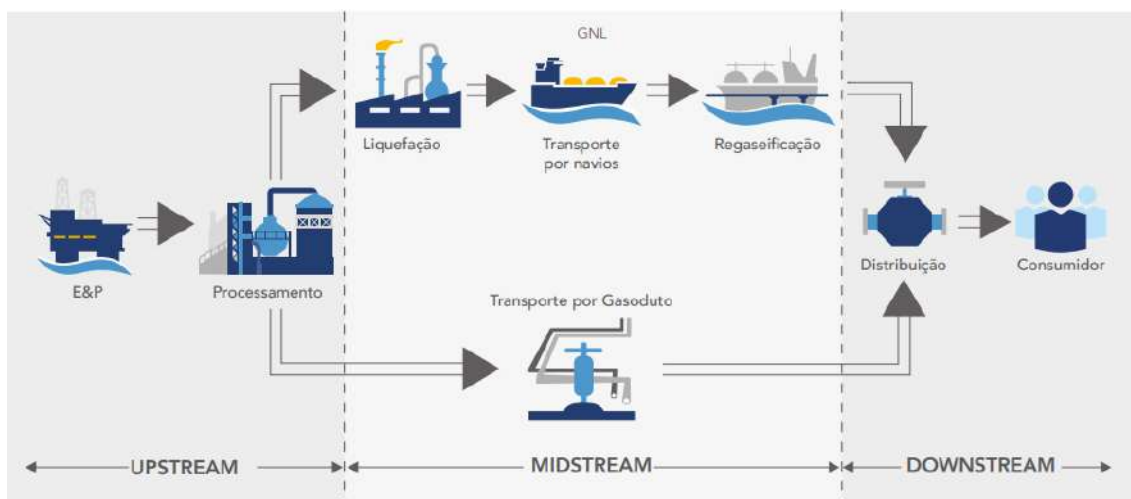 GNL
Liquefação
Transporte
por navios
Regaseificação
E&P
Processamento
Transporte por Gasoduto
Distribuição
Consumidor
UPSTREAM
MIDSTREAM
DOWNSTREAM